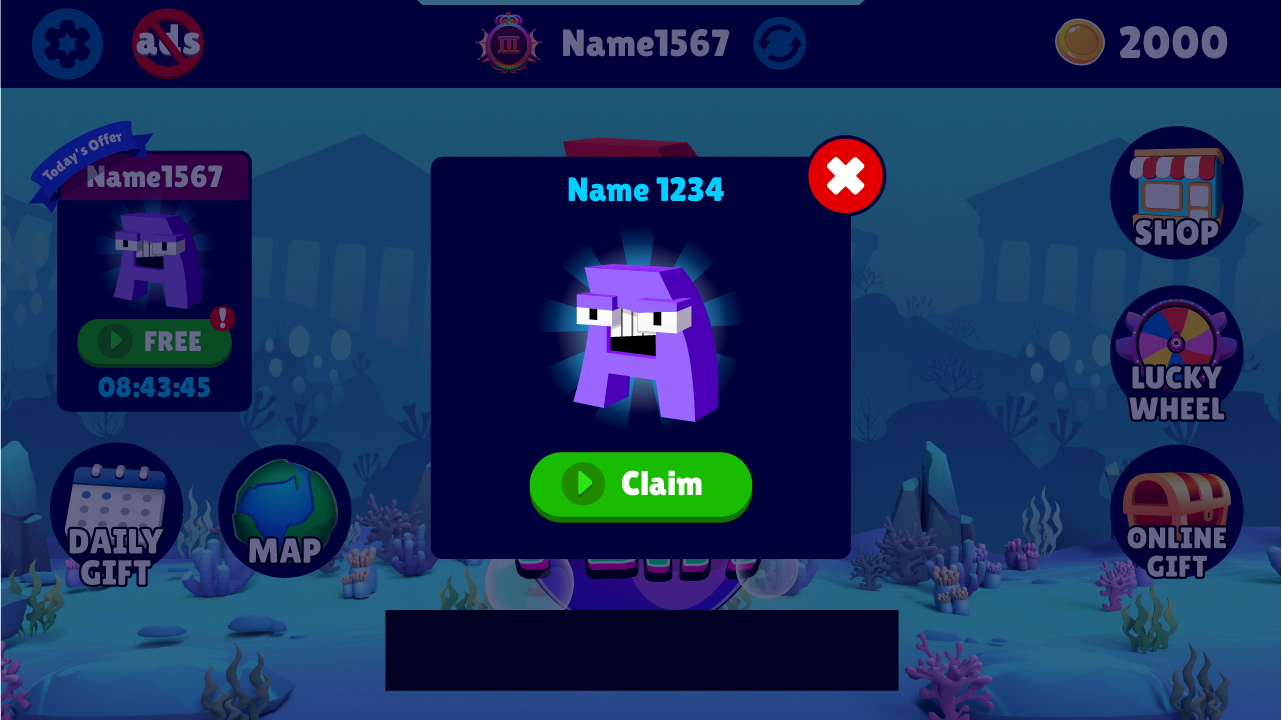 ads
III
Name1567
2000
Today's Offer
Name1567
FREE
!
08:43:45
DAILY
GIFT
MAP
Name 1234
Claim
SHOP
LUCKY
WHEEL
ONLINE
GIFT